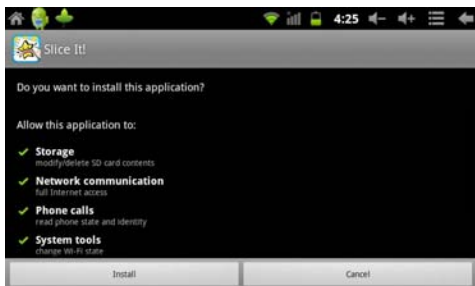 4:25
Slice It!
Do you want to install this application?
Allow this application to:
Storage
modify/delete SD card contents
Network communication
full Internet access
Phone calls
read phone state and identity
System tools
change Wi-Fi state
Install Cancel